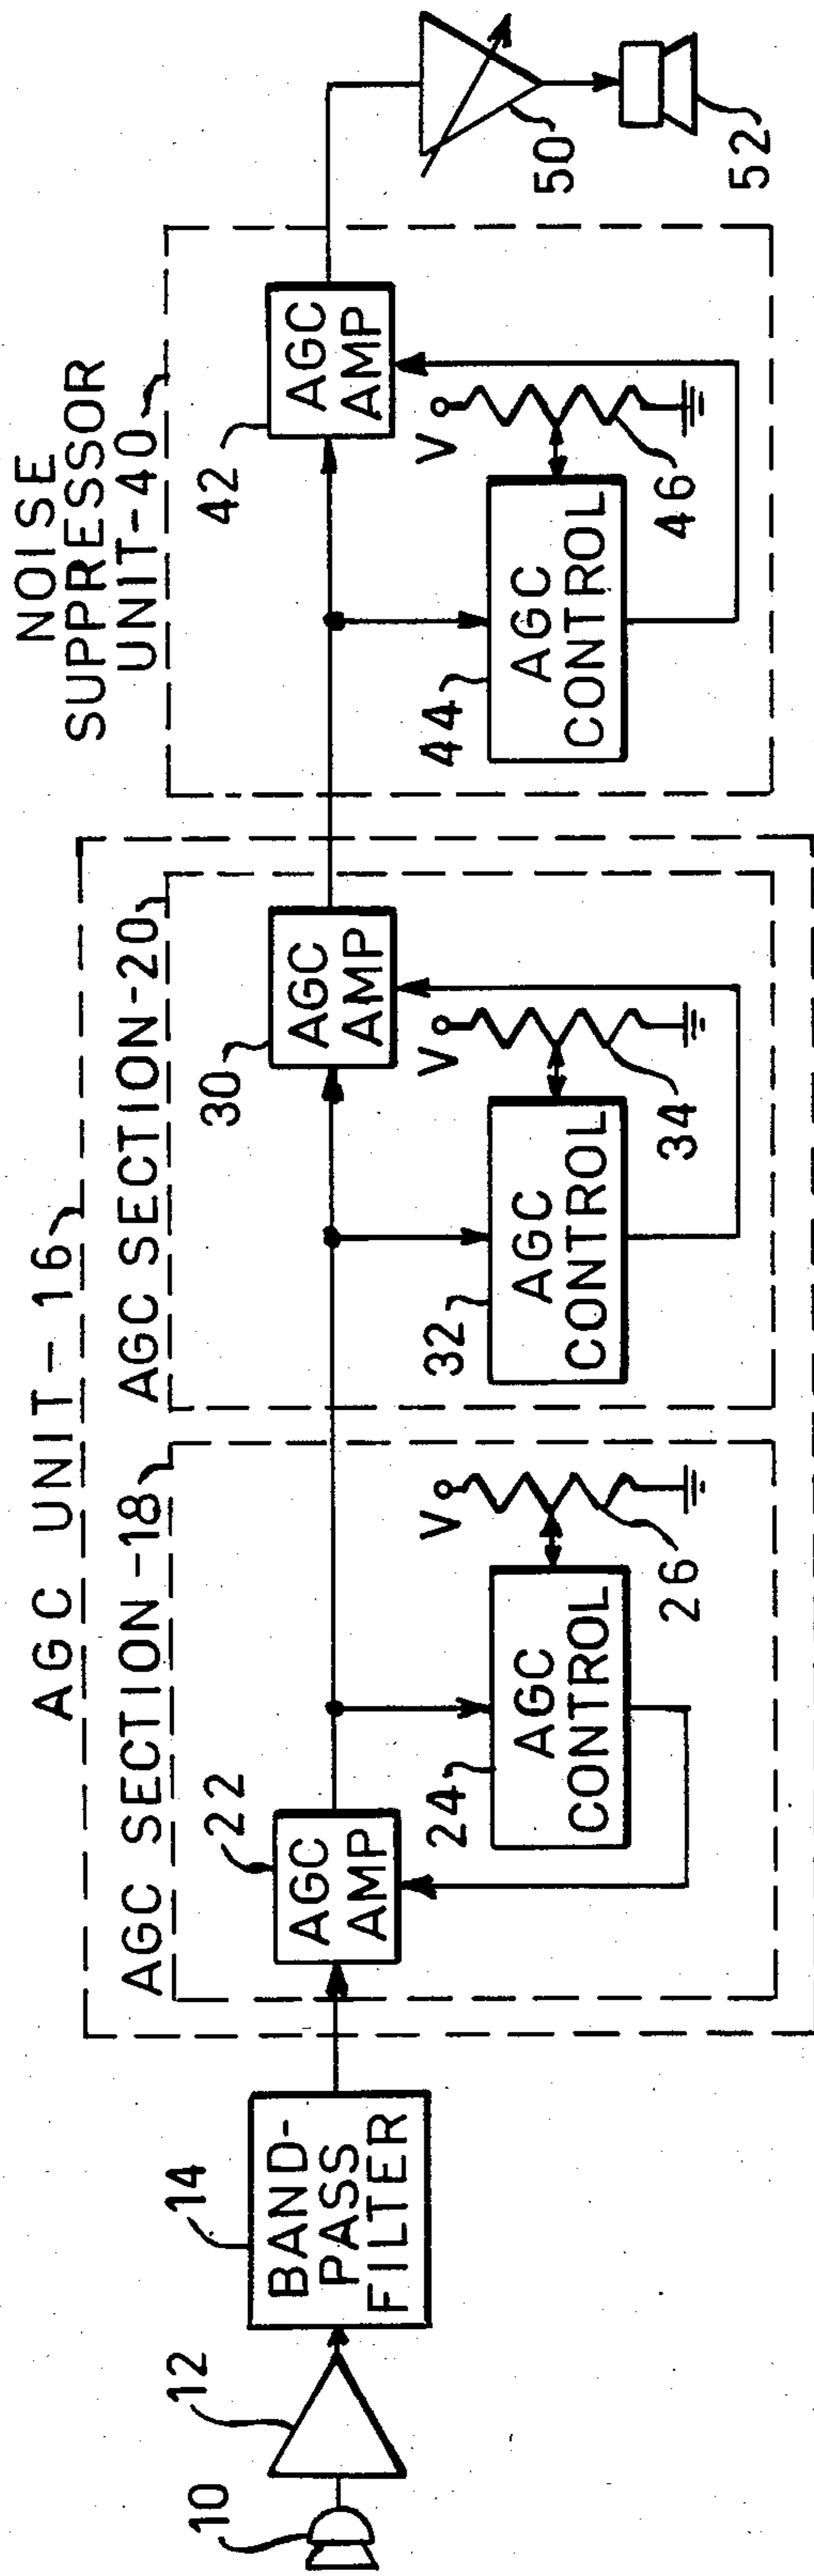 10
12
14
BAND-
PASS
FILTER
AGC UNIT-16
AGC SECTION-18
22
AGC
AMP
24
AGC
CONTROL
V
26
AGC SECTION-20
30
AGC
AMP
32
AGC
CONTROL
V
34
NOISE
SUPPRESSOR
UNIT-40
42
AGC
AMP
44
AGC
CONTROL
V
46
50
52